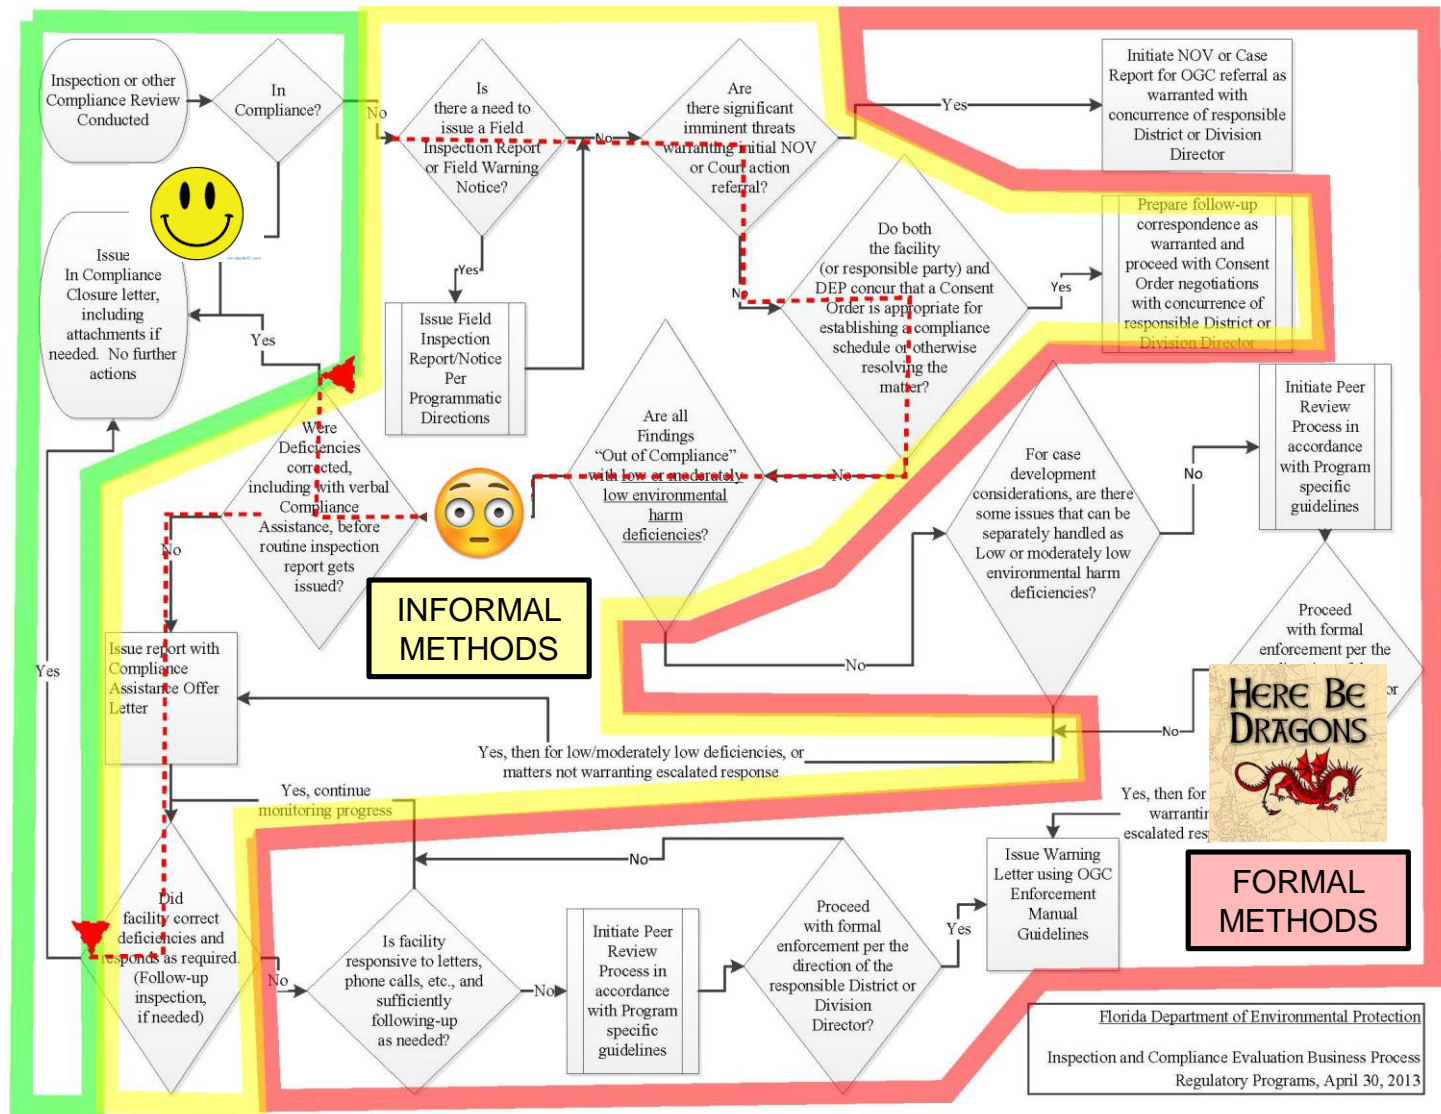 Inspection or other
Compliance Review
Conducted
In
Compliance?
No
Is
there a need to
issue a Field
Inspection Report
or Field Warning
Notice?
No
Are
there significant
imminent threats
warranting initial NOV
or Court action
referral?
Yes
Initiate NOV or Case
Report for OGC referral as
warranted with
concurrence of responsible
District or Division
Director
Issue
In Compliance
Closure letter,
including
attachments if
needed. No further
actions
Yes
Yes
Issue Field
Inspection
Report/Notice
Per
Programmatic
Directions
No
Do both
the facility
(or responsible party) and
DEP concur that a Consent
Order is appropriate for
establishing a compliance
schedule or otherwise
resolving the
matter?
Yes
Prepare follow-up
correspondence as
warranted and
proceed with Consent
Order negotiations
with concurrence of
responsible District or
Division Director
Were
Deficiencies
corrected,
including with verbal
Compliance
Assistance, before
routine inspection
report gets
issued?
No
Are all
Findings
“Out of Compliance”
with low or moderately
low environmental
harm
deficiencies?
No
For case
development
considerations, are there
some issues that can be
separately handled as
Low or moderately low
environmental harm
deficiencies?
No
Initiate Peer
Review
Process in
accordance
with Program
specific
guidelines
INFORMAL
METHODS
Issue report with
Compliance
Assistance Offer
Letter
Yes
No
Proceed
with formal
enforcement per the
or
HERE BE
DRAGONS
No
Yes, then for low/moderately low deficiencies, or
matters not warranting escalated response
Yes, continue
monitoring progress
Yes, then for
escalated
No
Issue Warning
Letter using OGC
Enforcement
Manual
Guidelines
FORMAL
METHODS
Did
facility correct
deficiencies and
responds as required.
(Follow-up
inspection,
if needed)
No
Is facility
responsive to letters,
phone calls, etc., and
sufficiently
following-up
as needed?
No
Initiate Peer
Review
Process in
accordance
with Program
specific
guidelines
Proceed
with formal
enforcement per the
direction of the
responsible District or
Division
Director?
Yes
Florida Department of Environmental Protection
Inspection and Compliance Evaluation Business Process
Regulatory Programs, April 30, 2013